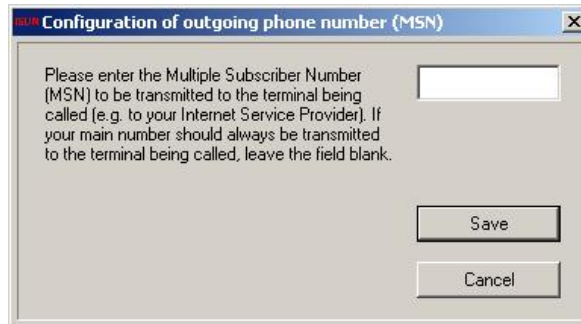 ISDN Configuration of outgoing phone number (MSN)
Please enter the Multiple Subscriber Number
(MSN) to be transmitted to the terminal being
called (e.g. to your Internet Service Provider). If
your main number should always be transmitted
to the terminal being called, leave the field blank.
Save
Cancel